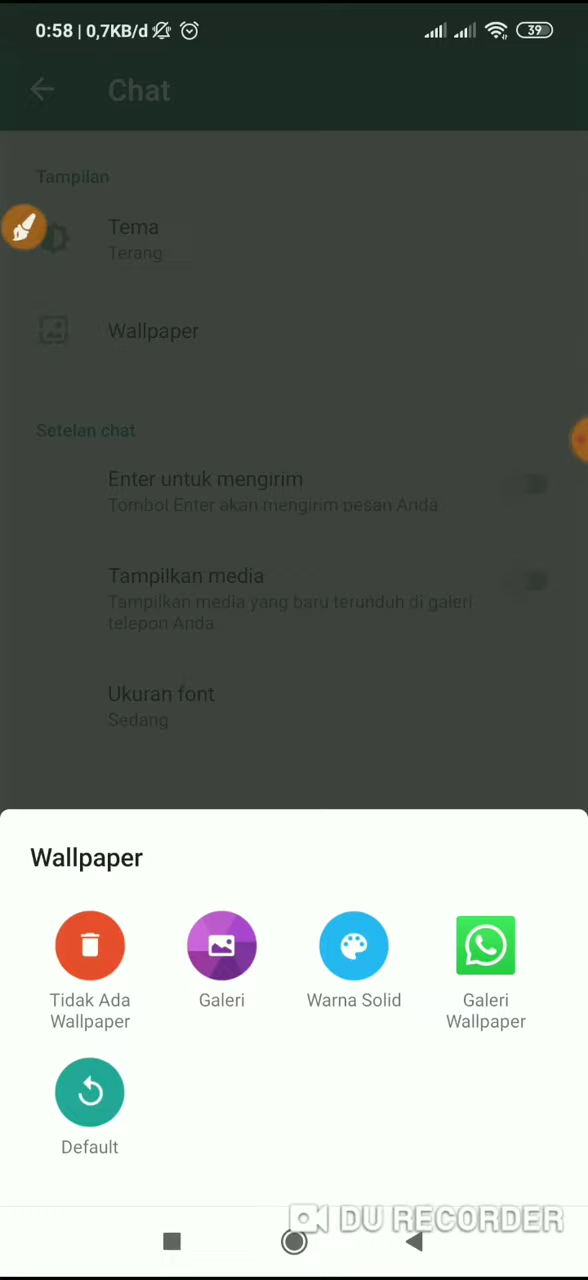 0:58 | 0,7KB/d
39
Chat
Tampilan
Tema
Terang
Wallpaper
Setelan chat
Enter untuk mengirim
Tombol Enter akan mengirim pesan Anda
Tampilkan media
Tampilkan media yang baru terunduh di galeri
telepon Anda
Ukuran font
Sedang
Wallpaper
Tidak Ada
Wallpaper
Galeri
Warna Solid
Galeri
Wallpaper
Default
DU RECORDER